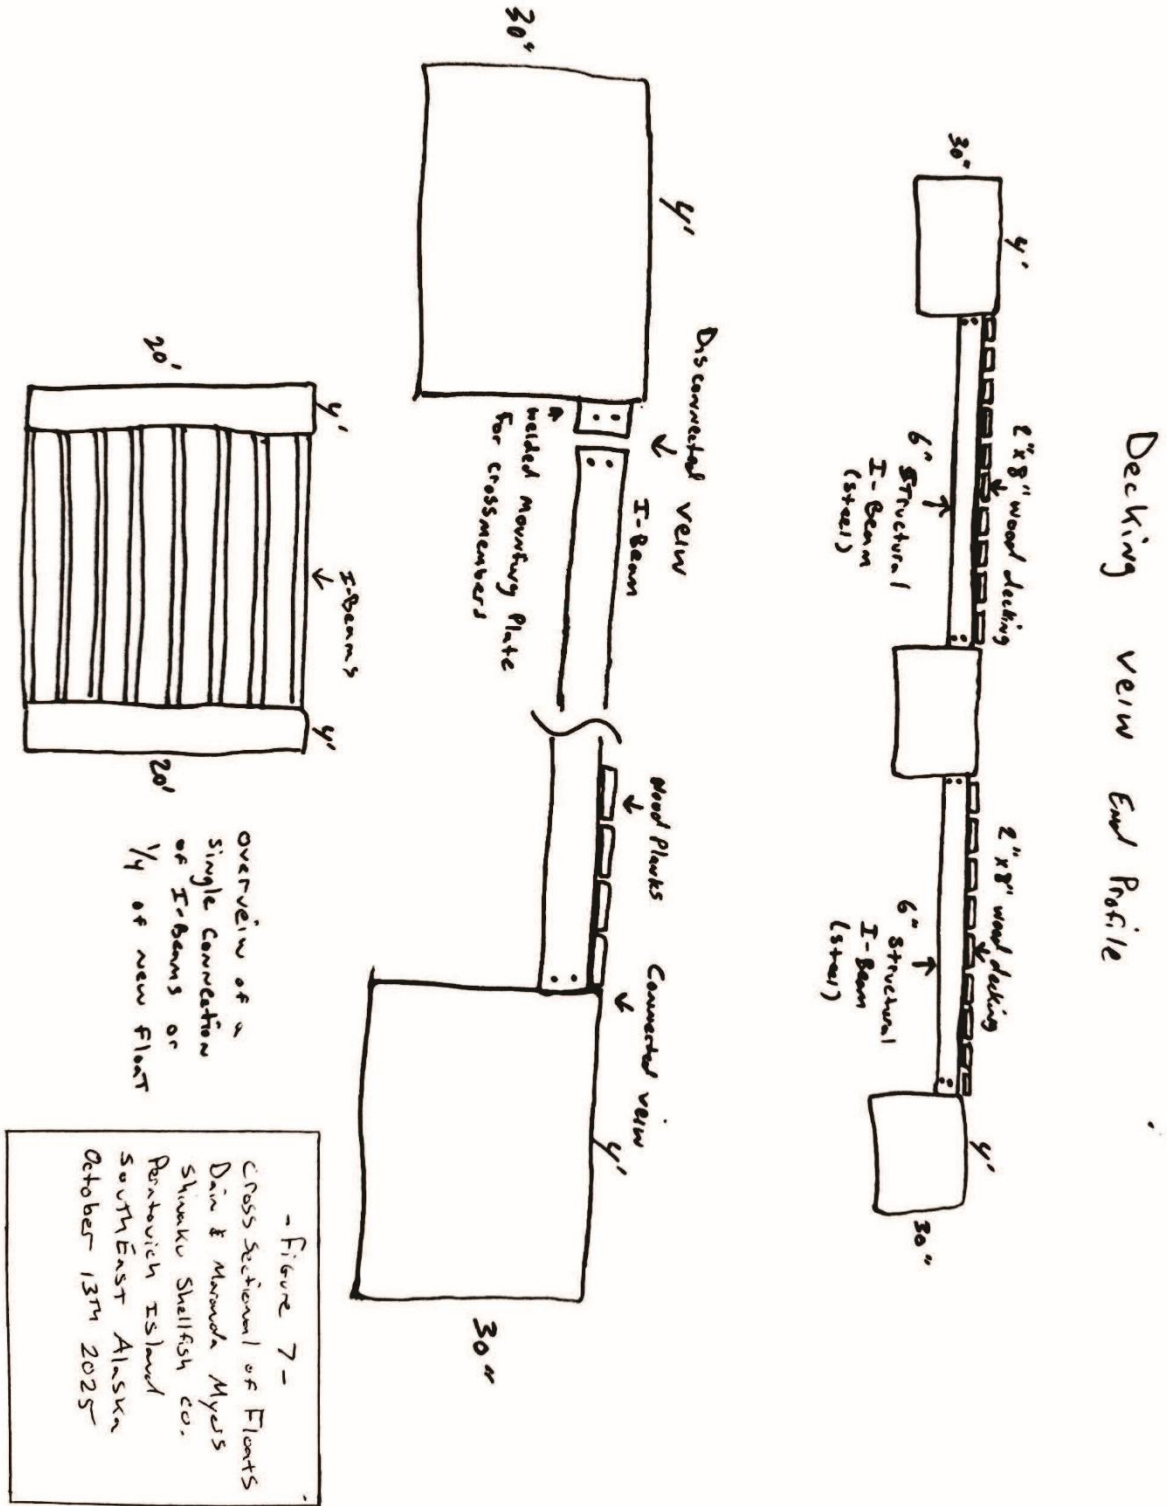 Decking veiw End Profile
30"
4'
2"x8" wood decking
6" structural
I-Beam
(steel)
2"x8" wood decking
6" structural
I-Beam
(steel)
4'
30"
30"
4'
Disconnected veiw
I-Beam
welded mounting Plate
for crossmembers
Wood Planks
Connected veiw
4'
30"
20'
4'
I-Beams
4'
20'
overveiw of a
single connection
of I-Beams or
1/4 of new float
- Figure 7 -
Cross Sectional of Floats
Dain & Maranda Myers
Shinaku Shellfish co.
Peratovich Island
SouthEast Alaska
October 13th 2025